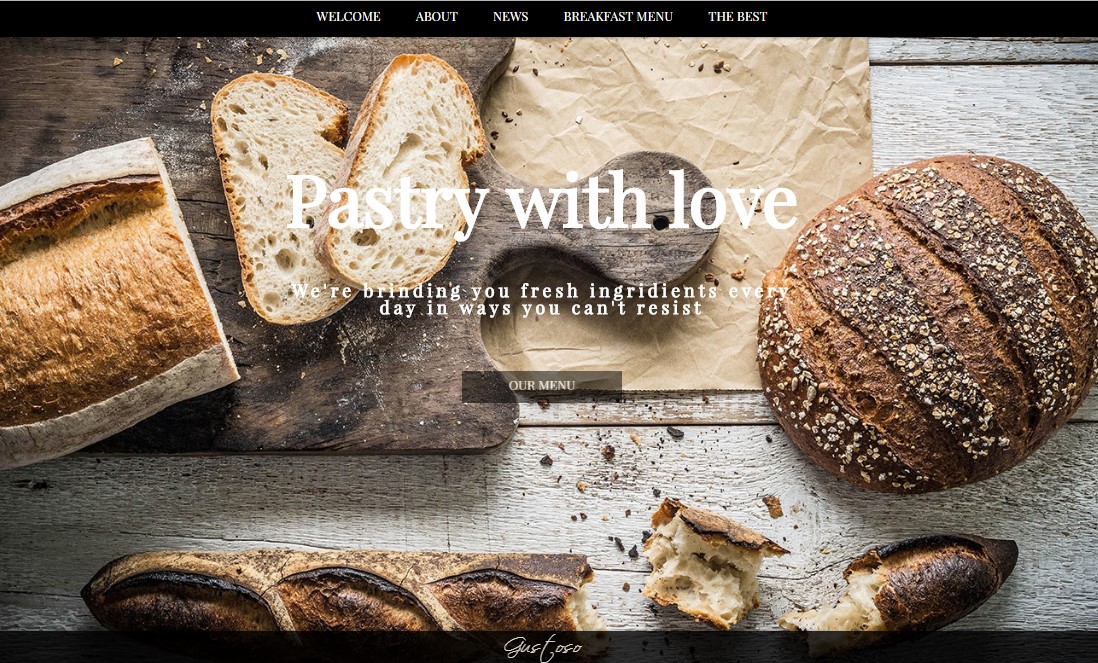 WELCOME ABOUT NEWS BREAKFAST MENU THE BEST
Pastry with love
We're brinding you fresh ingridients every
day in ways you can't resist
OUR MENU
Gustoso